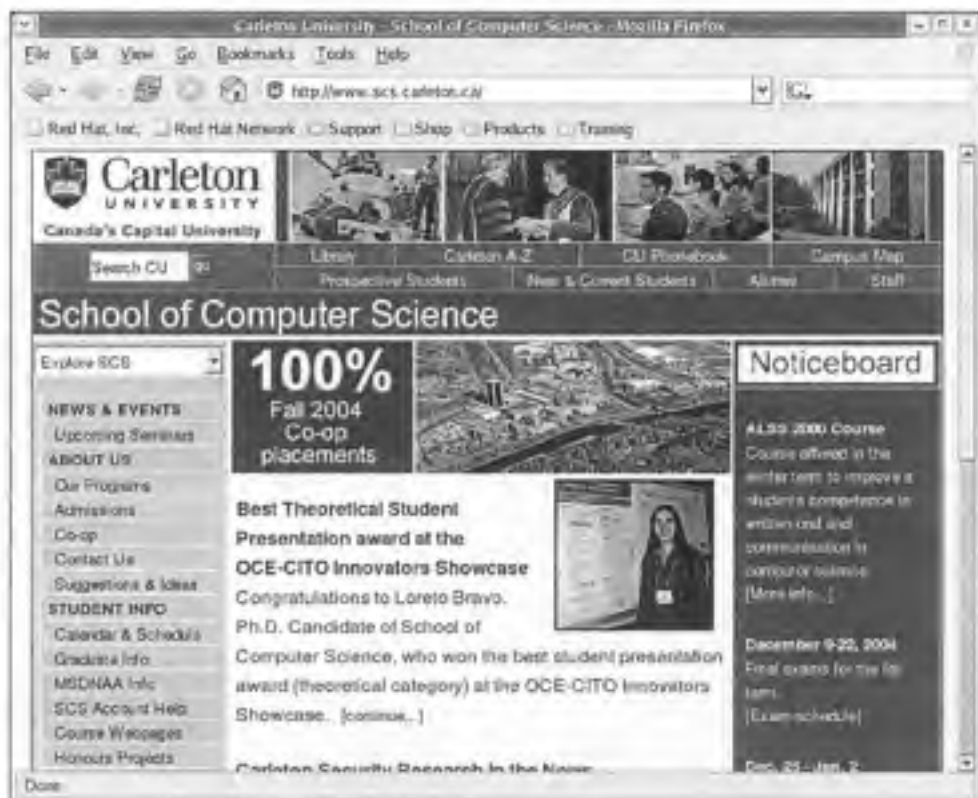 Carleton University - School of Computer Science - Mozilla Firefox
File Edit View Go Bookmarks Tools Help
http://www.scs.carleton.ca/
Red Hat, Inc. Red Hat Network Support Shop Products Training
Carleton
UNIVERSITY
Canada's Capital University
Library Carleton A-Z CU Phonebook Campus Map
Search CU
Prospective Students New & Current Students Alumni Staff
School of Computer Science
Explore SCS
NEWS & EVENTS
Upcoming Seminars
ABOUT US
Our Programs
Admissions
Co-op
Contact Us
Suggestions & Ideas
STUDENT INFO
Calendar & Schedule
Graduate Info
MSDNAA Info
SCS Account Help
Course Webpages
Honours Projects
100%
Fall 2004
Co-op
placements
Best Theoretical Student
Presentation award at the
OCE-CITO Innovators Showcase
Congratulations to Loreto Bravo,
Ph.D. Candidate of School of
Computer Science, who won the best student presentation
award (theoretical category) at the OCE-CITO Innovators
Showcase. [continue...]
Carleton Security Research In the News
Noticeboard
Course offered in the
winter term to improve a
student's competence in
written and oral
communication in
computer science.
[More info...]
December 9-22, 2004
Final exams for the fall
term.
[Exam schedule]
Dec. 25 - Jan. 2
Done